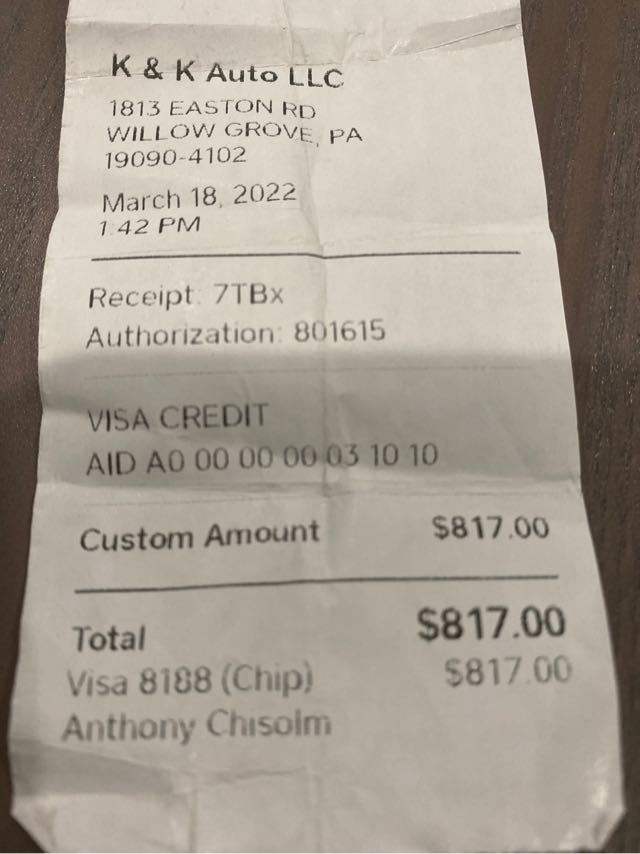 K & K Auto LLC
1813 EASTON RD
WILLOW GROVE, PA
19090-4102
March 18, 2022
1:42 PM
Receipt: 7TBx
Authorization: 801615
VISA CREDIT
AID A0 00 00 00 03 10 10
Custom Amount $817.00
Total $817.00
Visa 8188 (Chip) $817.00
Anthony Chisolm